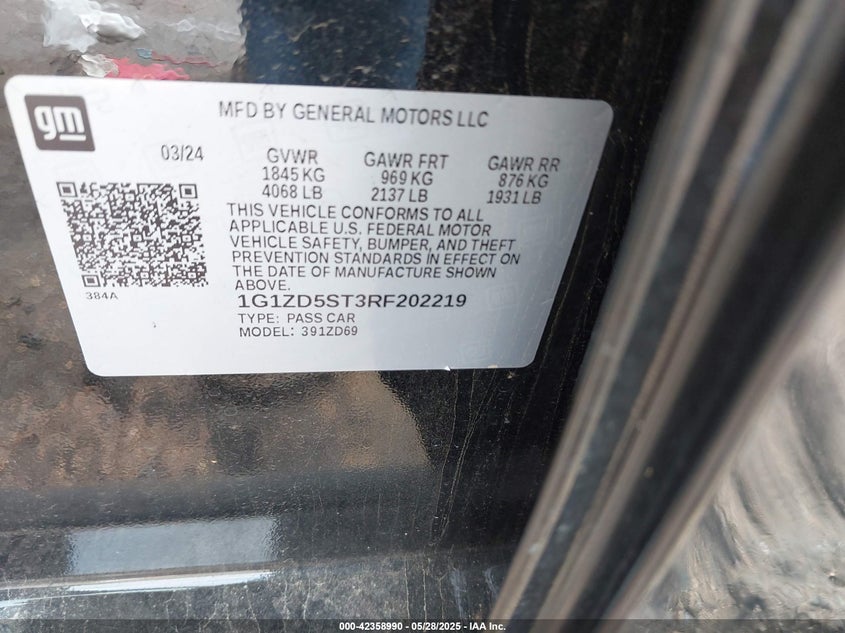 gm
MFD BY GENERAL MOTORS LLC
03/24
GVWR
1845 KG
4068 LB
GAWR FRT
969 KG
2137 LB
GAWR RR
876 KG
1931 LB
THIS VEHICLE CONFORMS TO ALL
APPLICABLE U.S. FEDERAL MOTOR
VEHICLE SAFETY, BUMPER, AND THEFT
PREVENTION STANDARDS IN EFFECT ON
THE DATE OF MANUFACTURE SHOWN
ABOVE.
384A
1G1ZD5ST3RF202219
TYPE: PASS CAR
MODEL: 391ZD69
000-42358990 — 05/28/2025 — IAA Inc.